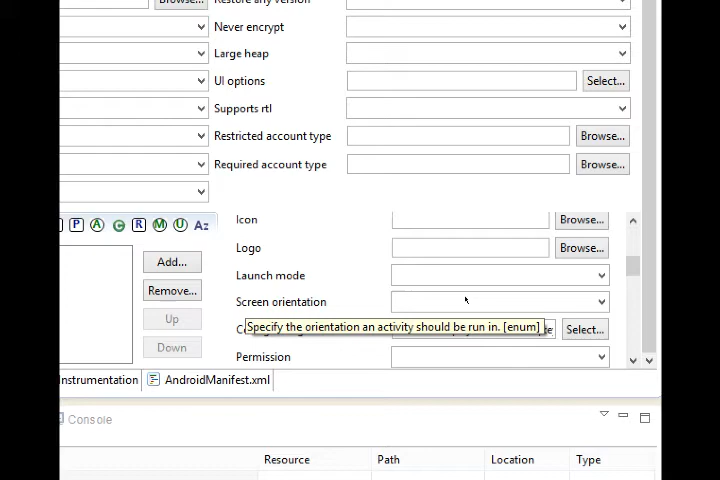 Browse...
Restore any version
Never encrypt
Large heap
UI options Select...
Supports rtl
Restricted account type Browse...
Required account type Browse...
P A C R M U Az
Icon Browse...
Logo Browse...
Add...
Launch mode
Remove...
Screen orientation
Up
Specify the orientation an activity should be run in. [enum]
Select...
Down
Permission
Instrumentation AndroidManifest.xml
Console
Resource Path Location Type